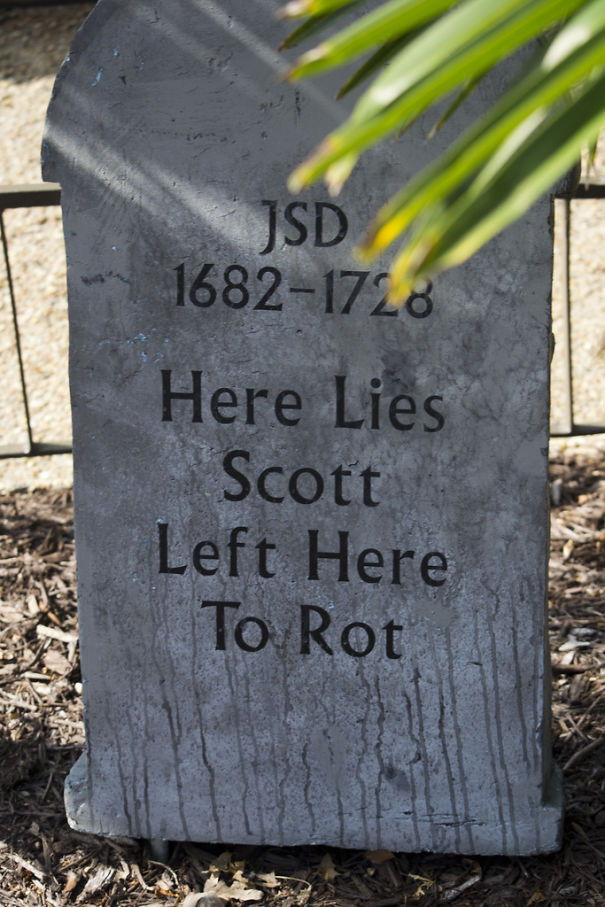 JSD
1682-1728
Here Lies
Scott
Left Here
To Rot